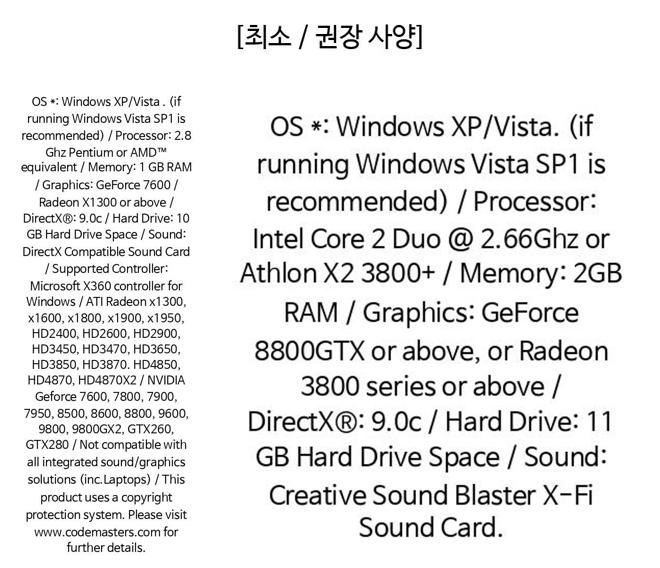 [최소 / 권장 사양]
OS *: Windows XP/Vista . (if
running Windows Vista SP1 is
recommended) / Processor: 2.8
Ghz Pentium or AMD™
equivalent / Memory: 1 GB RAM
/ Graphics: GeForce 7600 /
Radeon X1300 or above /
DirectX®: 9.0c / Hard Drive: 10
GB Hard Drive Space / Sound:
DirectX Compatible Sound Card
/ Supported Controller:
Microsoft X360 controller for
Windows / ATI Radeon x1300,
x1600, x1800, x1900, x1950,
HD2400, HD2600, HD2900,
HD3450, HD3470, HD3650,
HD3850, HD3870. HD4850,
HD4870, HD4870X2 / NVIDIA
Geforce 7600, 7800, 7900,
7950, 8500, 8600, 8800, 9600,
9800, 9800GX2, GTX260,
GTX280 / Not compatible with
all integrated sound/graphics
solutions (inc.Laptops) / This
product uses a copyright
protection system. Please visit
www.codemasters.com for
further details.
OS *: Windows XP/Vista. (if
running Windows Vista SP1 is
recommended) / Processor:
Intel Core 2 Duo @ 2.66Ghz or
Athlon X2 3800+ / Memory: 2GB
RAM / Graphics: GeForce
8800GTX or above, or Radeon
3800 series or above /
DirectX®: 9.0c / Hard Drive: 11
GB Hard Drive Space / Sound:
Creative Sound Blaster X-Fi
Sound Card.